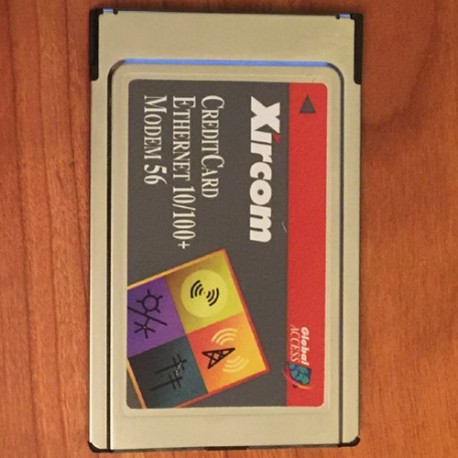 Xircom
CREDITCARD
ETHERNET 10/100+
MODEM 56
Global
ACCESS